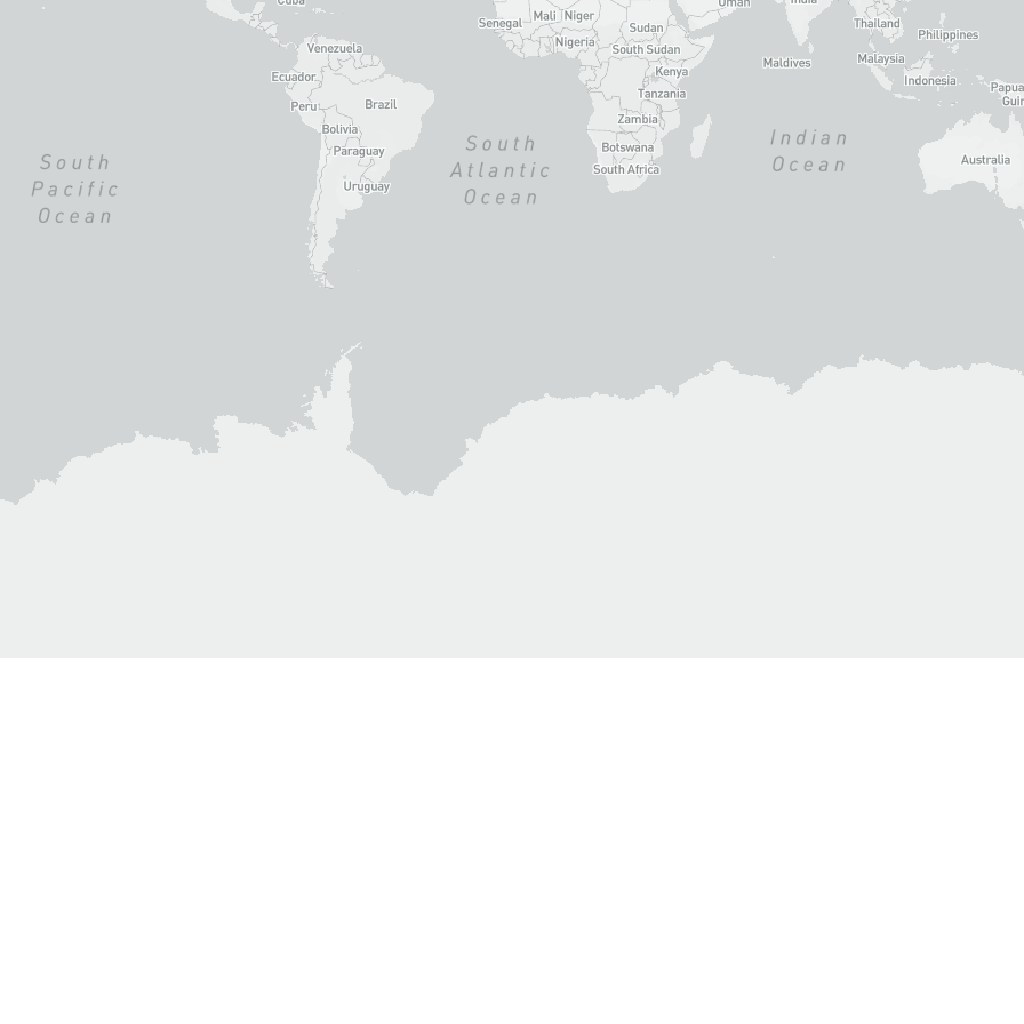 Cuba
Oman
India
Senegal
Mali
Niger
Sudan
Thailand
Philippines
Venezuela
Nigeria
South Sudan
Maldives
Malaysia
Ecuador
Kenya
Indonesia
Papua
Guin
Peru
Brazil
Tanzania
Zambia
Bolivia
Paraguay
Botswana
South Africa
Uruguay
Australia
South
Pacific
Ocean
South
Atlantic
Ocean
Indian
Ocean